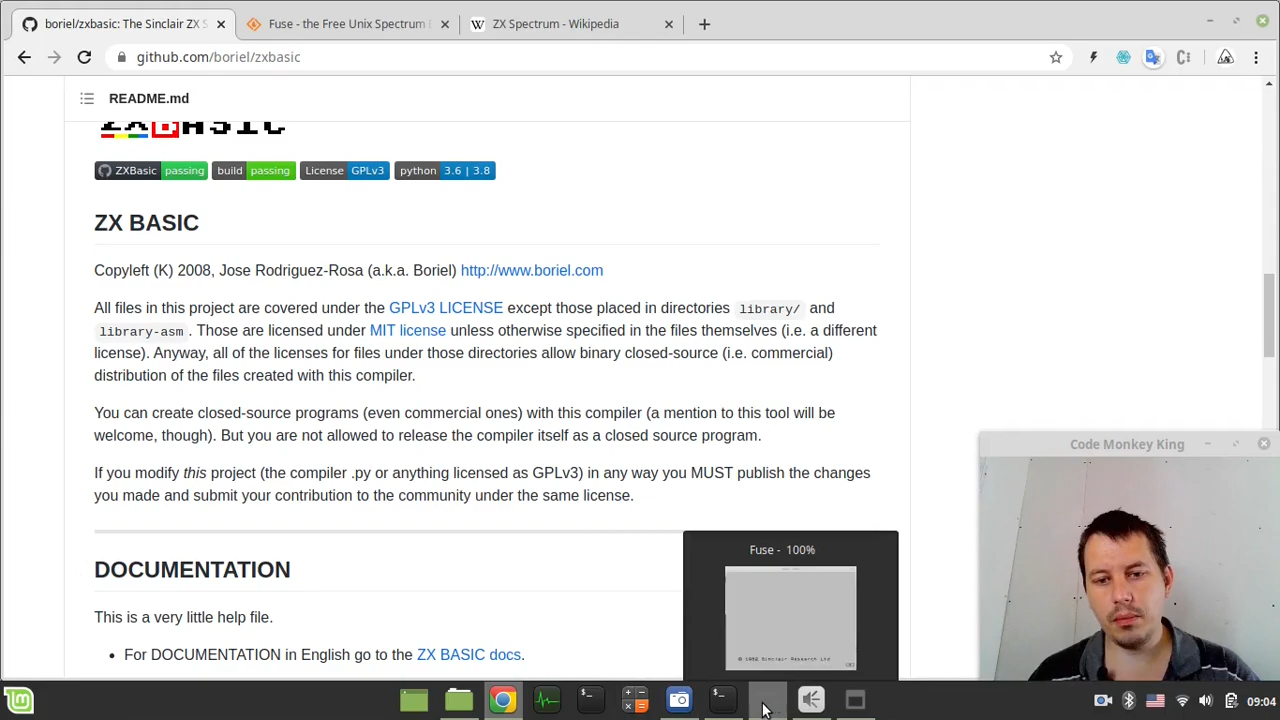 boriel/zxbasic: The Sinclair ZX S
Fuse - the Free Unix Spectrum E
ZX Spectrum - Wikipedia
github.com/boriel/zxbasic
README.md
ZXBASIC
ZXBasic passing build passing License GPLv3 python 3.6 | 3.8
ZX BASIC
Copyleft (K) 2008, Jose Rodriguez-Rosa (a.k.a. Boriel) http://www.boriel.com
All files in this project are covered under the GPLv3 LICENSE except those placed in directories library/ and
library-asm . Those are licensed under MIT license unless otherwise specified in the files themselves (i.e. a different
license). Anyway, all of the licenses for files under those directories allow binary closed-source (i.e. commercial)
distribution of the files created with this compiler.
You can create closed-source programs (even commercial ones) with this compiler (a mention to this tool will be
welcome, though). But you are not allowed to release the compiler itself as a closed source program.
Code Monkey King
If you modify this project (the compiler .py or anything licensed as GPLv3) in any way you MUST publish the changes
you made and submit your contribution to the community under the same license.
Fuse - 100%
DOCUMENTATION
This is a very little help file.
• For DOCUMENTATION in English go to the ZX BASIC docs.
© 1982 Sinclair Research Ltd
09:04